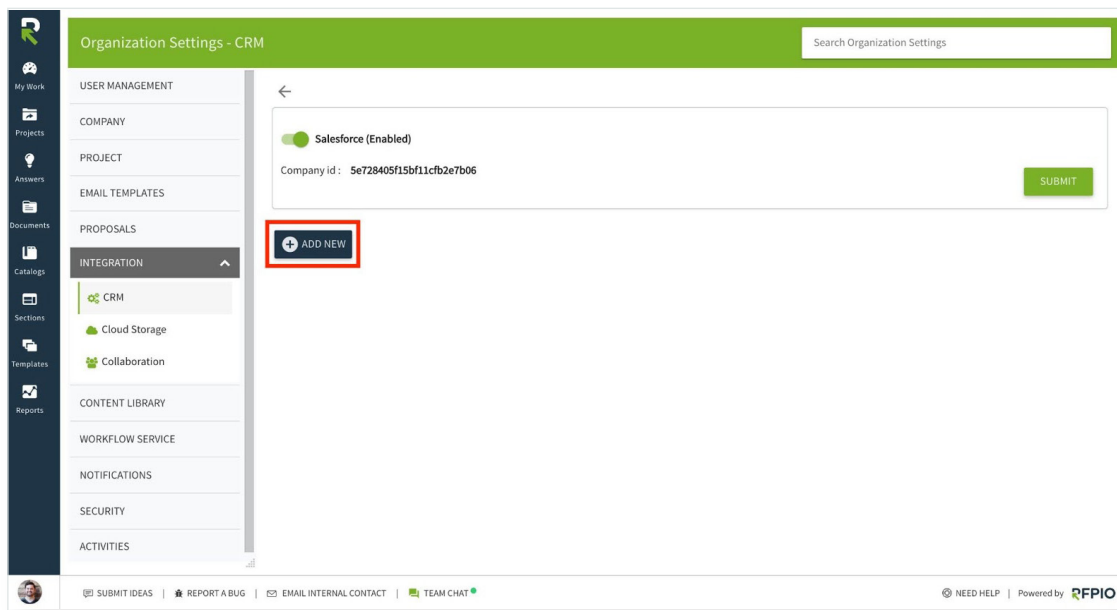 Organization Settings - CRM
Search Organization Settings
My Work
Projects
Answers
Documents
Catalogs
Sections
Templates
Reports
USER MANAGEMENT
COMPANY
PROJECT
EMAIL TEMPLATES
PROPOSALS
INTEGRATION
CRM
Cloud Storage
Collaboration
CONTENT LIBRARY
WORKFLOW SERVICE
NOTIFICATIONS
SECURITY
ACTIVITIES
Salesforce (Enabled)
Company id : 5e728405f15bf11cfb2e7b06
SUBMIT
ADD NEW
SUBMIT IDEAS | REPORT A BUG | EMAIL INTERNAL CONTACT | TEAM CHAT
NEED HELP | Powered by RFPIO